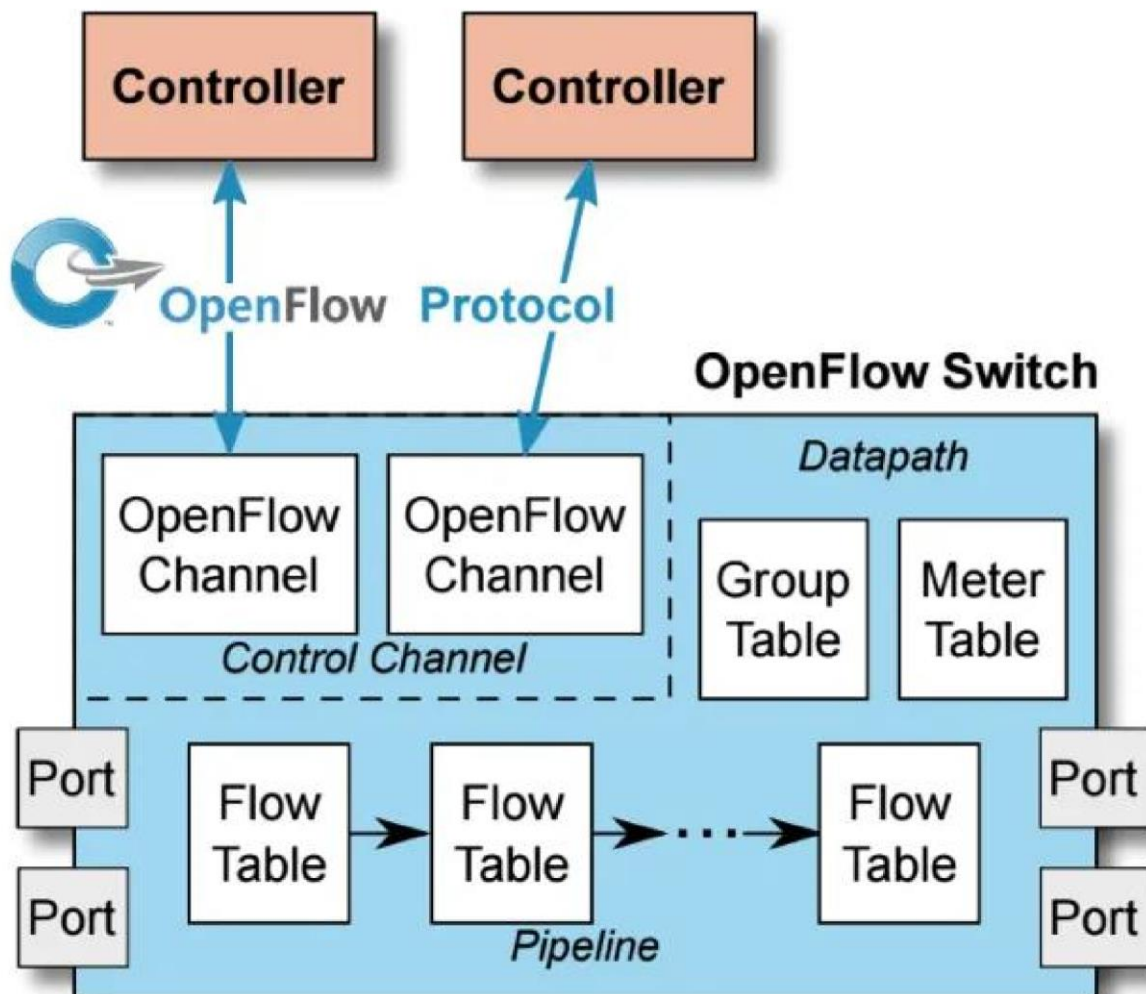 Controller
Controller
OpenFlow Protocol
OpenFlow Switch
OpenFlow
Channel
OpenFlow
Channel
Control Channel
Datapath
Group
Table
Meter
Table
Port
Port
Flow
Table
Flow
Table
...
Flow
Table
Pipeline
Port
Port